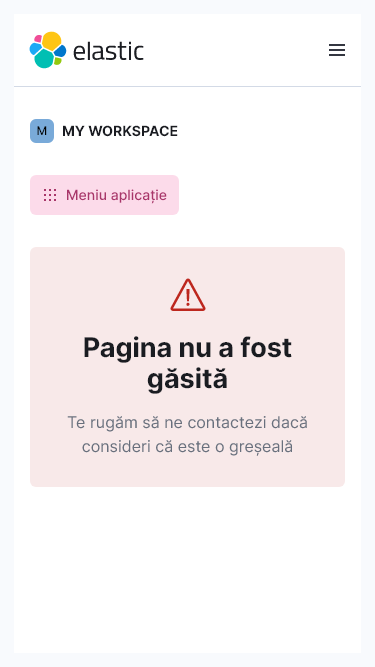 elastic
M MY WORKSPACE
Meniu aplicație
Pagina nu a fost
găsită
Te rugăm să ne contactezi dacă
consideri că este o greșeală